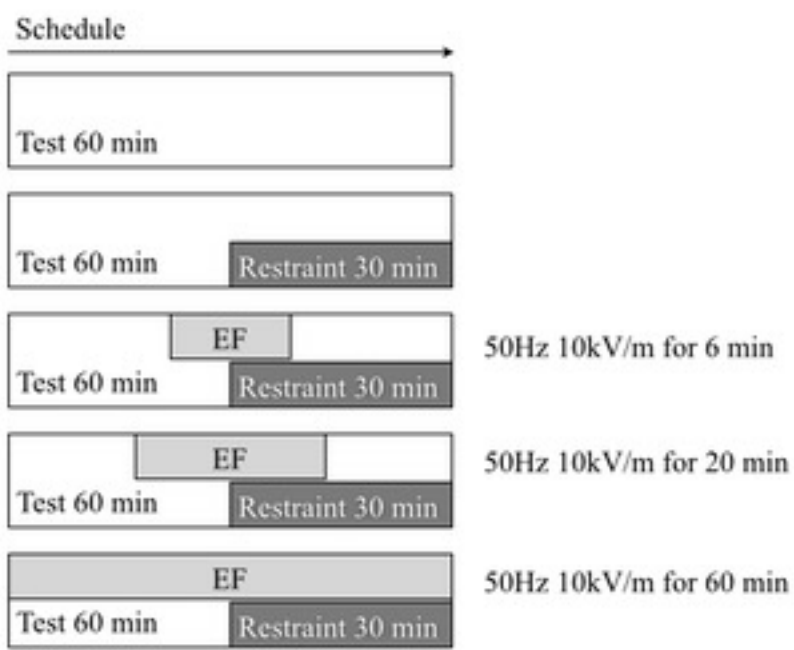 Schedule
Test 60 min
Test 60 min
Restraint 30 min
EF
Test 60 min
Restraint 30 min
50Hz 10kV/m for 6 min
EF
Test 60 min
Restraint 30 min
50Hz 10kV/m for 20 min
EF
Test 60 min
Restraint 30 min
50Hz 10kV/m for 60 min